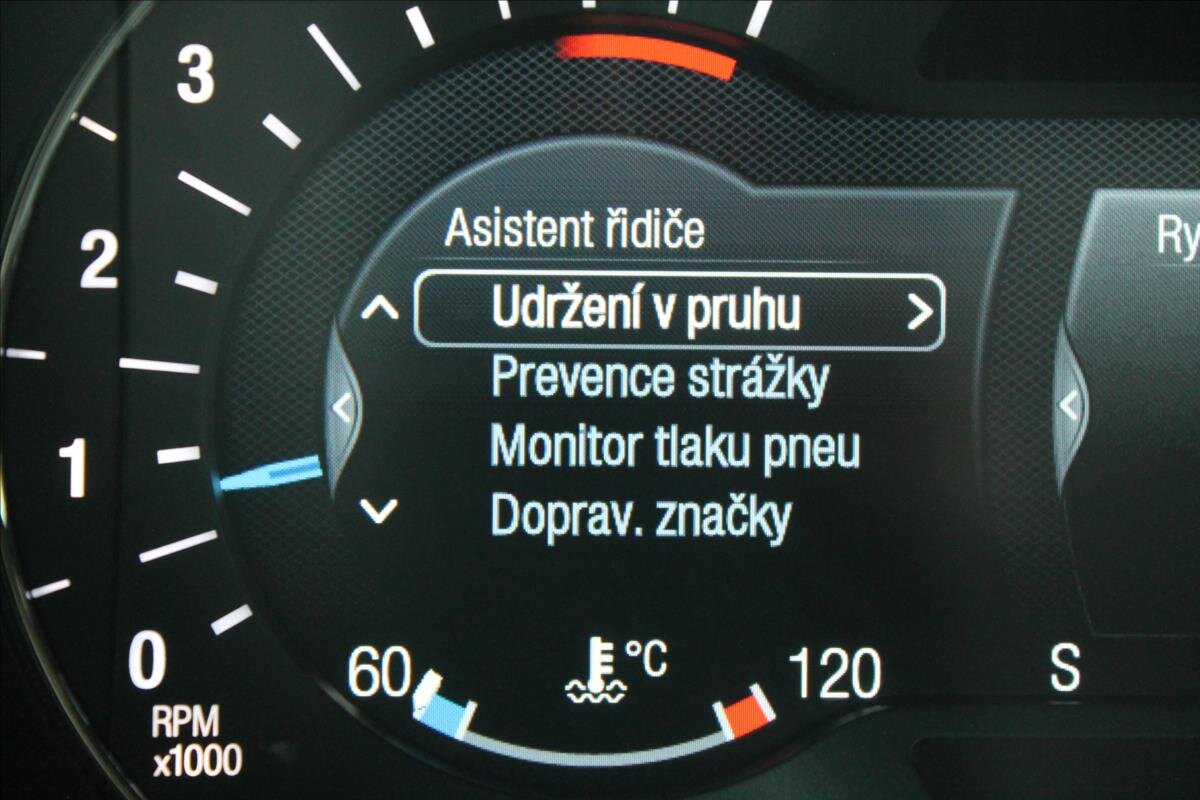 3
2
1
0
RPM
x1000
Asistent řidiče
Udržení v pruhu
Prevence strážky
Monitor tlaku pneu
Doprav. značky
60 °C 120
S
Ry